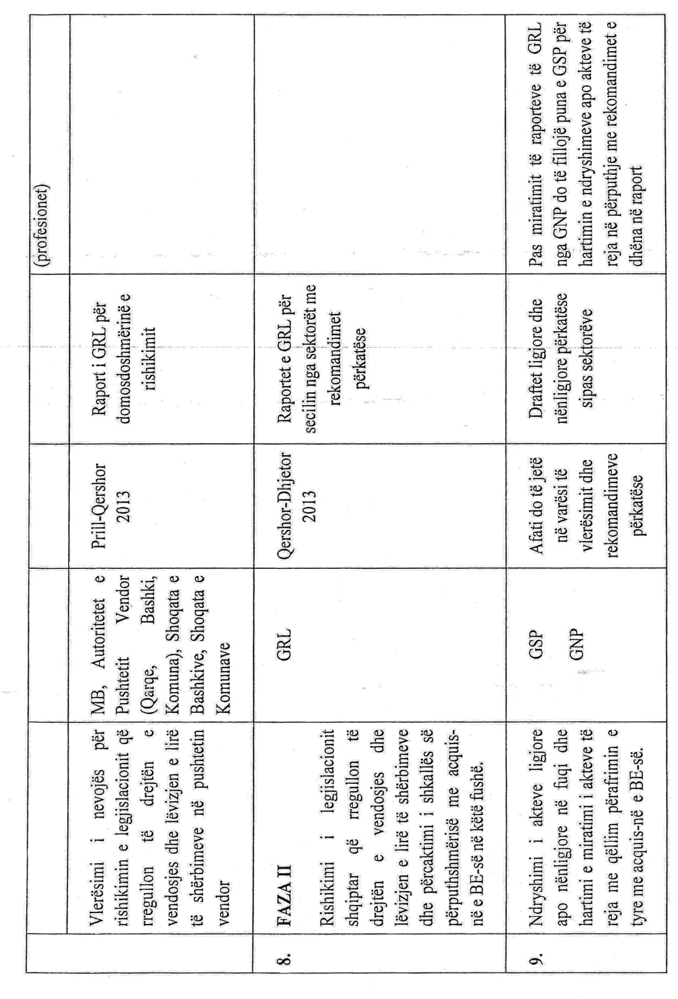 (profesionet)
Vlerësimi i nevojës për
rishikimin e legjislacionit që
rregullon të drejtën e
vendosjes dhe lëvizjen e lirë
të shërbimeve në pushtetin
vendor
MB, Autoritetet e
Pushtetit Vendor
(Qarqe, Bashki,
Komuna), Shoqata e
Bashkive, Shoqata e
Komunave
Prill-Qershor
2013
Raport i GRL për
domosdoshmërinë e
rishikimit
8.
FAZA II
Rishikimi i legjislacionit
shqiptar që rregullon të
drejtën e vendosjes dhe
lëvizjen e lirë të shërbimeve
dhe përcaktimi i shkallës së
përputhshmërisë me acquis-
në e BE-së në këtë fushë.
GRL
Qershor-Dhjetor
2013
Raportet e GRL për
secilin nga sektorët me
rekomandimet
përkatëse
9.
Ndryshimi i akteve ligjore
apo nënligjore në fuqi dhe
hartimi e miratimi i akteve të
reja me qëllim përafrimin e
tyre me acquis-në e BE-së.
GSP
GNP
Afati do të jetë
në varësi të
vlerësimit dhe
rekomandimeve
përkatëse
Draftet ligjore dhe
nënligjore përkatëse
sipas sektorëve
Pas miratimit të raporteve të GRL
nga GNP do të fillojë puna e GSP për
hartimin e ndryshimeve apo akteve të
reja në përputhje me rekomandimet e
dhëna në raport